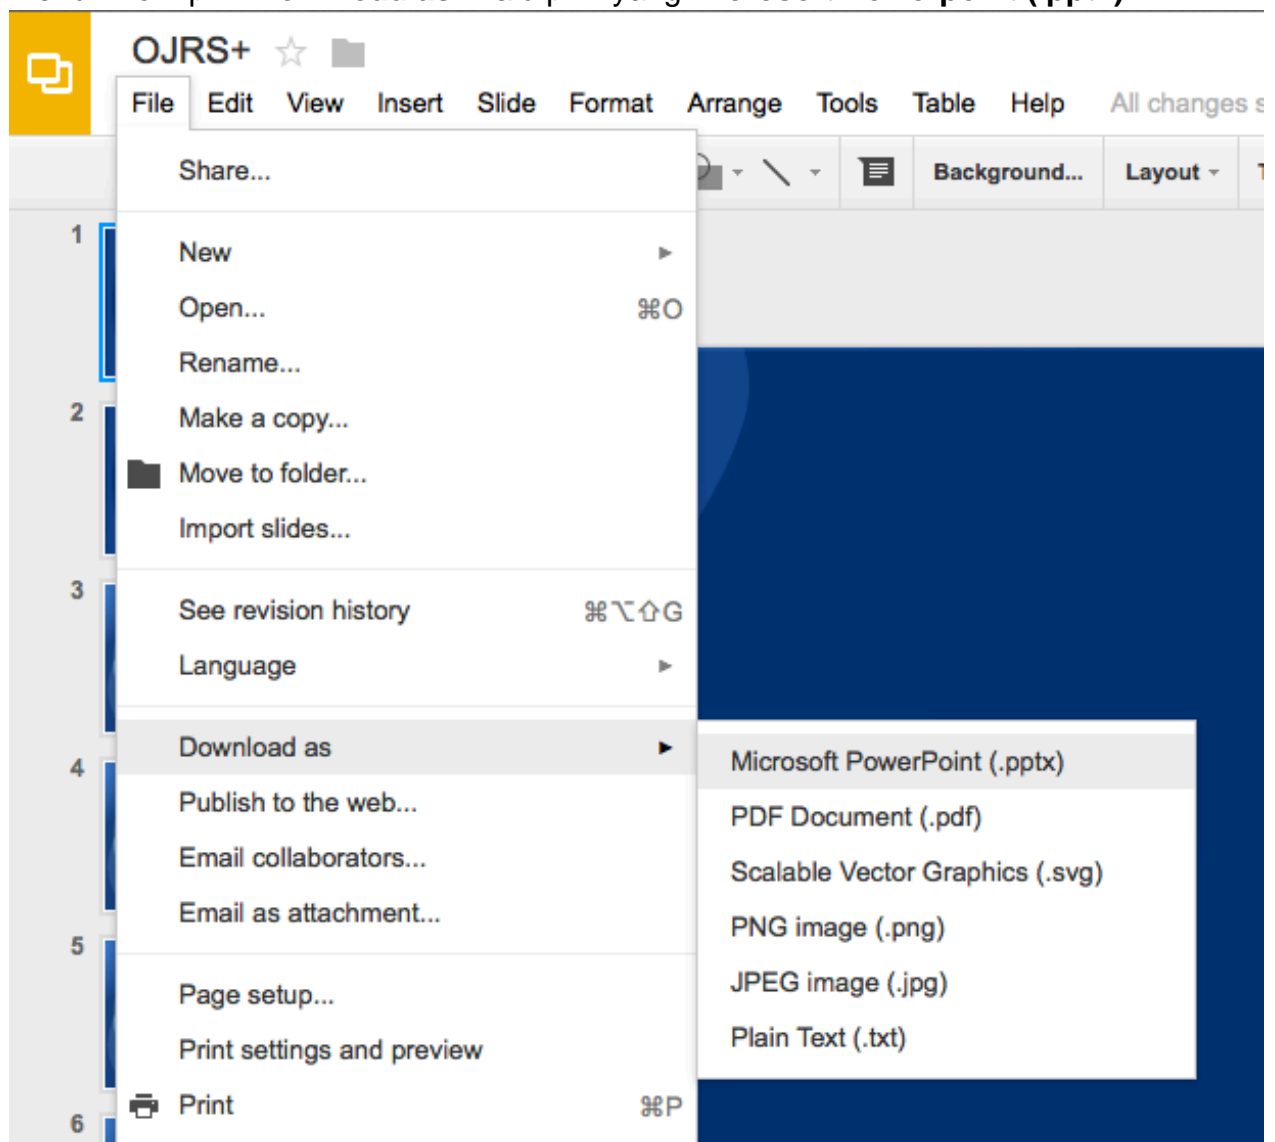 yang
OJRS+
File Edit View Insert Slide Format Arrange Tools Table Help All changes s
Share...
Background... Layout
1
New
Open... ⌘O
Rename...
2
Make a copy...
Move to folder...
Import slides...
3
See revision history ⌘⌥⇧G
Language
4
Download as
Microsoft PowerPoint (.pptx)
Publish to the web...
PDF Document (.pdf)
Email collaborators...
Scalable Vector Graphics (.svg)
Email as attachment...
PNG image (.png)
5
JPEG image (.jpg)
Page setup...
Plain Text (.txt)
Print settings and preview
Print ⌘P
6